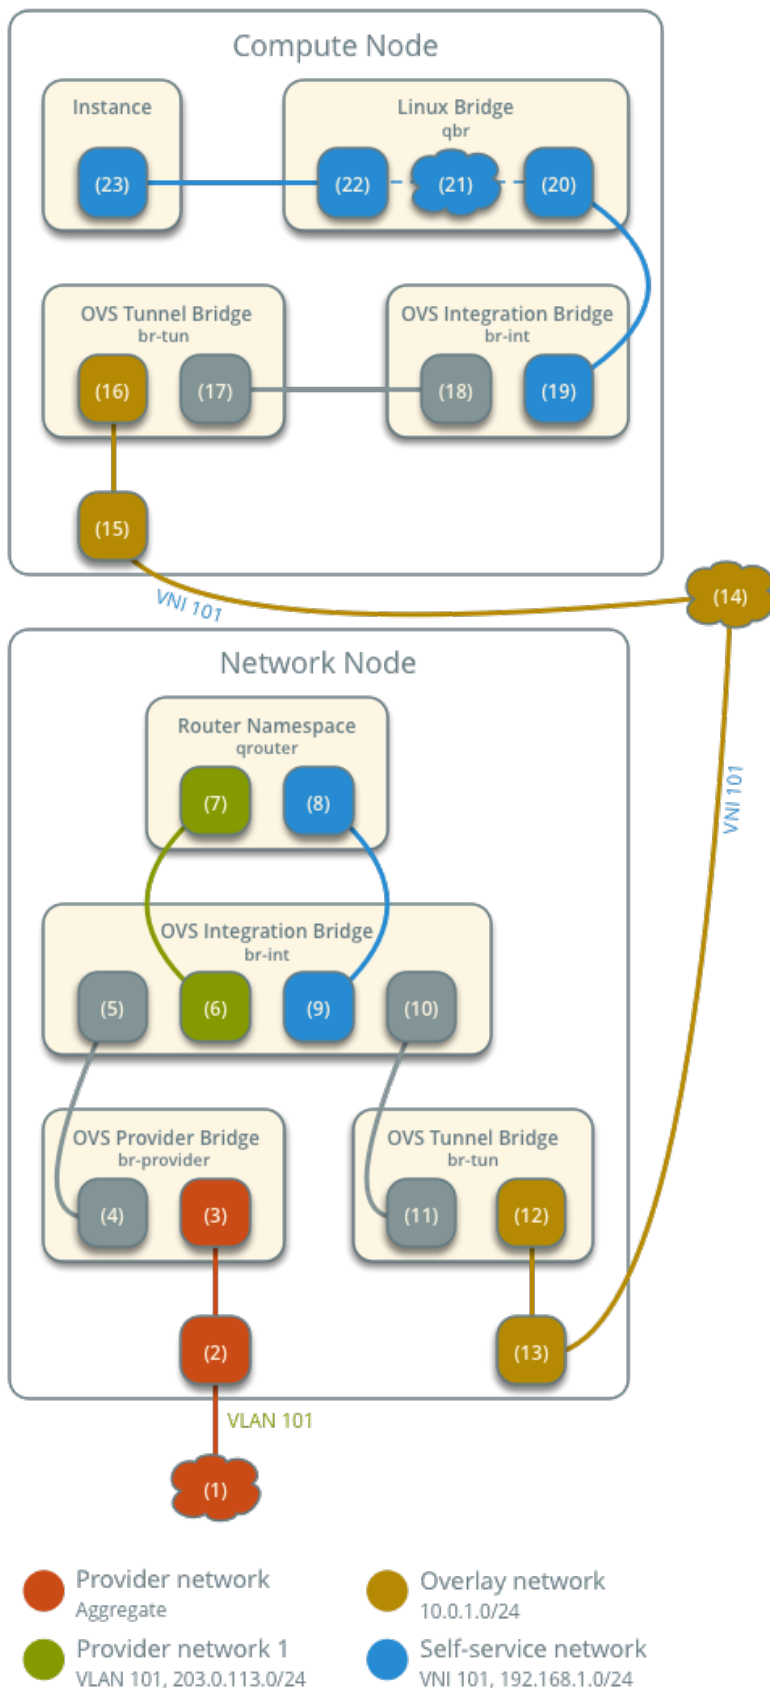 Compute Node
Instance
Linux Bridge
qbr
(23)
(22)
(21)
(20)
OVS Tunnel Bridge
br-tun
OVS Integration Bridge
br-int
(16)
(17)
(18)
(19)
(15)
VNI 101
(14)
Network Node
Router Namespace
qrouter
(7)
(8)
VNI 101
OVS Integration Bridge
br-int
(5)
(6)
(9)
(10)
OVS Provider Bridge
br-provider
OVS Tunnel Bridge
br-tun
(4)
(3)
(11)
(12)
(2)
(13)
VLAN 101
(1)
Provider network
Aggregate
Overlay network
10.0.1.0/24
Provider network 1
VLAN 101, 203.0.113.0/24
Self-service network
VNI 101, 192.168.1.0/24